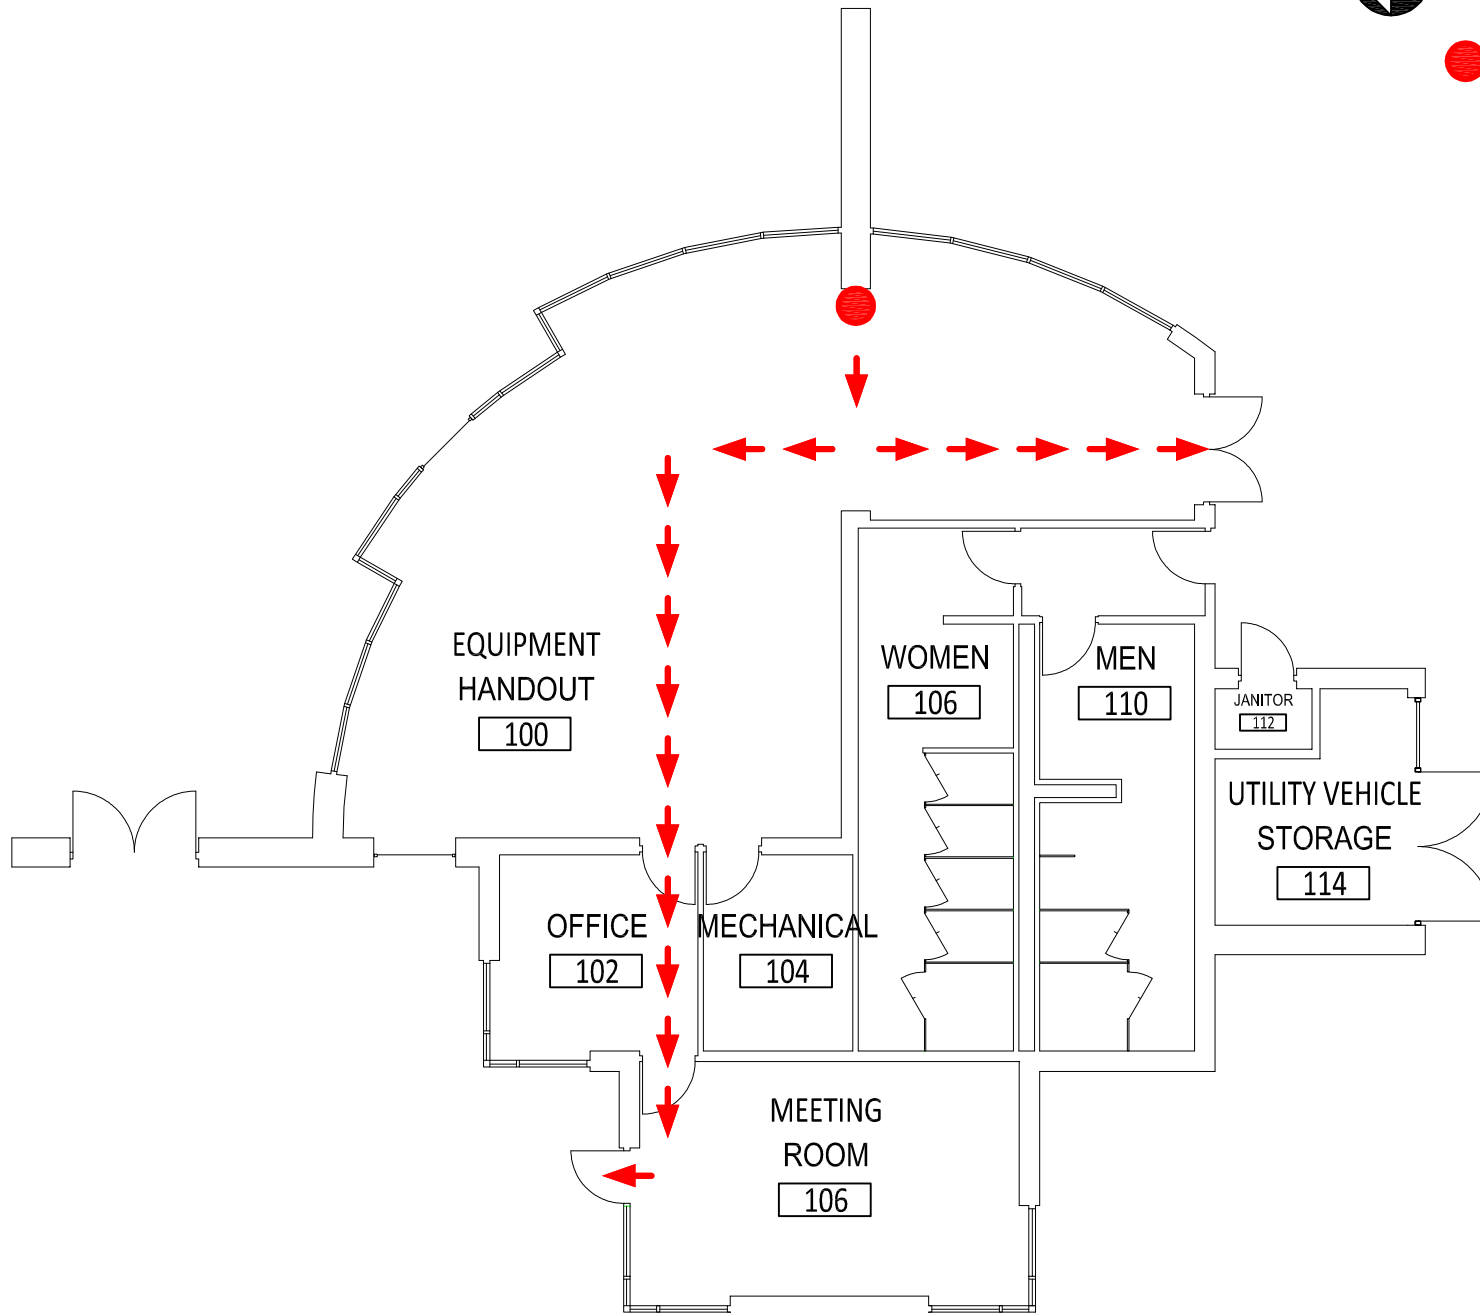 EQUIPMENT
HANDOUT
100
WOMEN
106
MEN
110
JANITOR
112
UTILITY VEHICLE
STORAGE
114
OFFICE
102
MECHANICAL
104
MEETING
ROOM
106